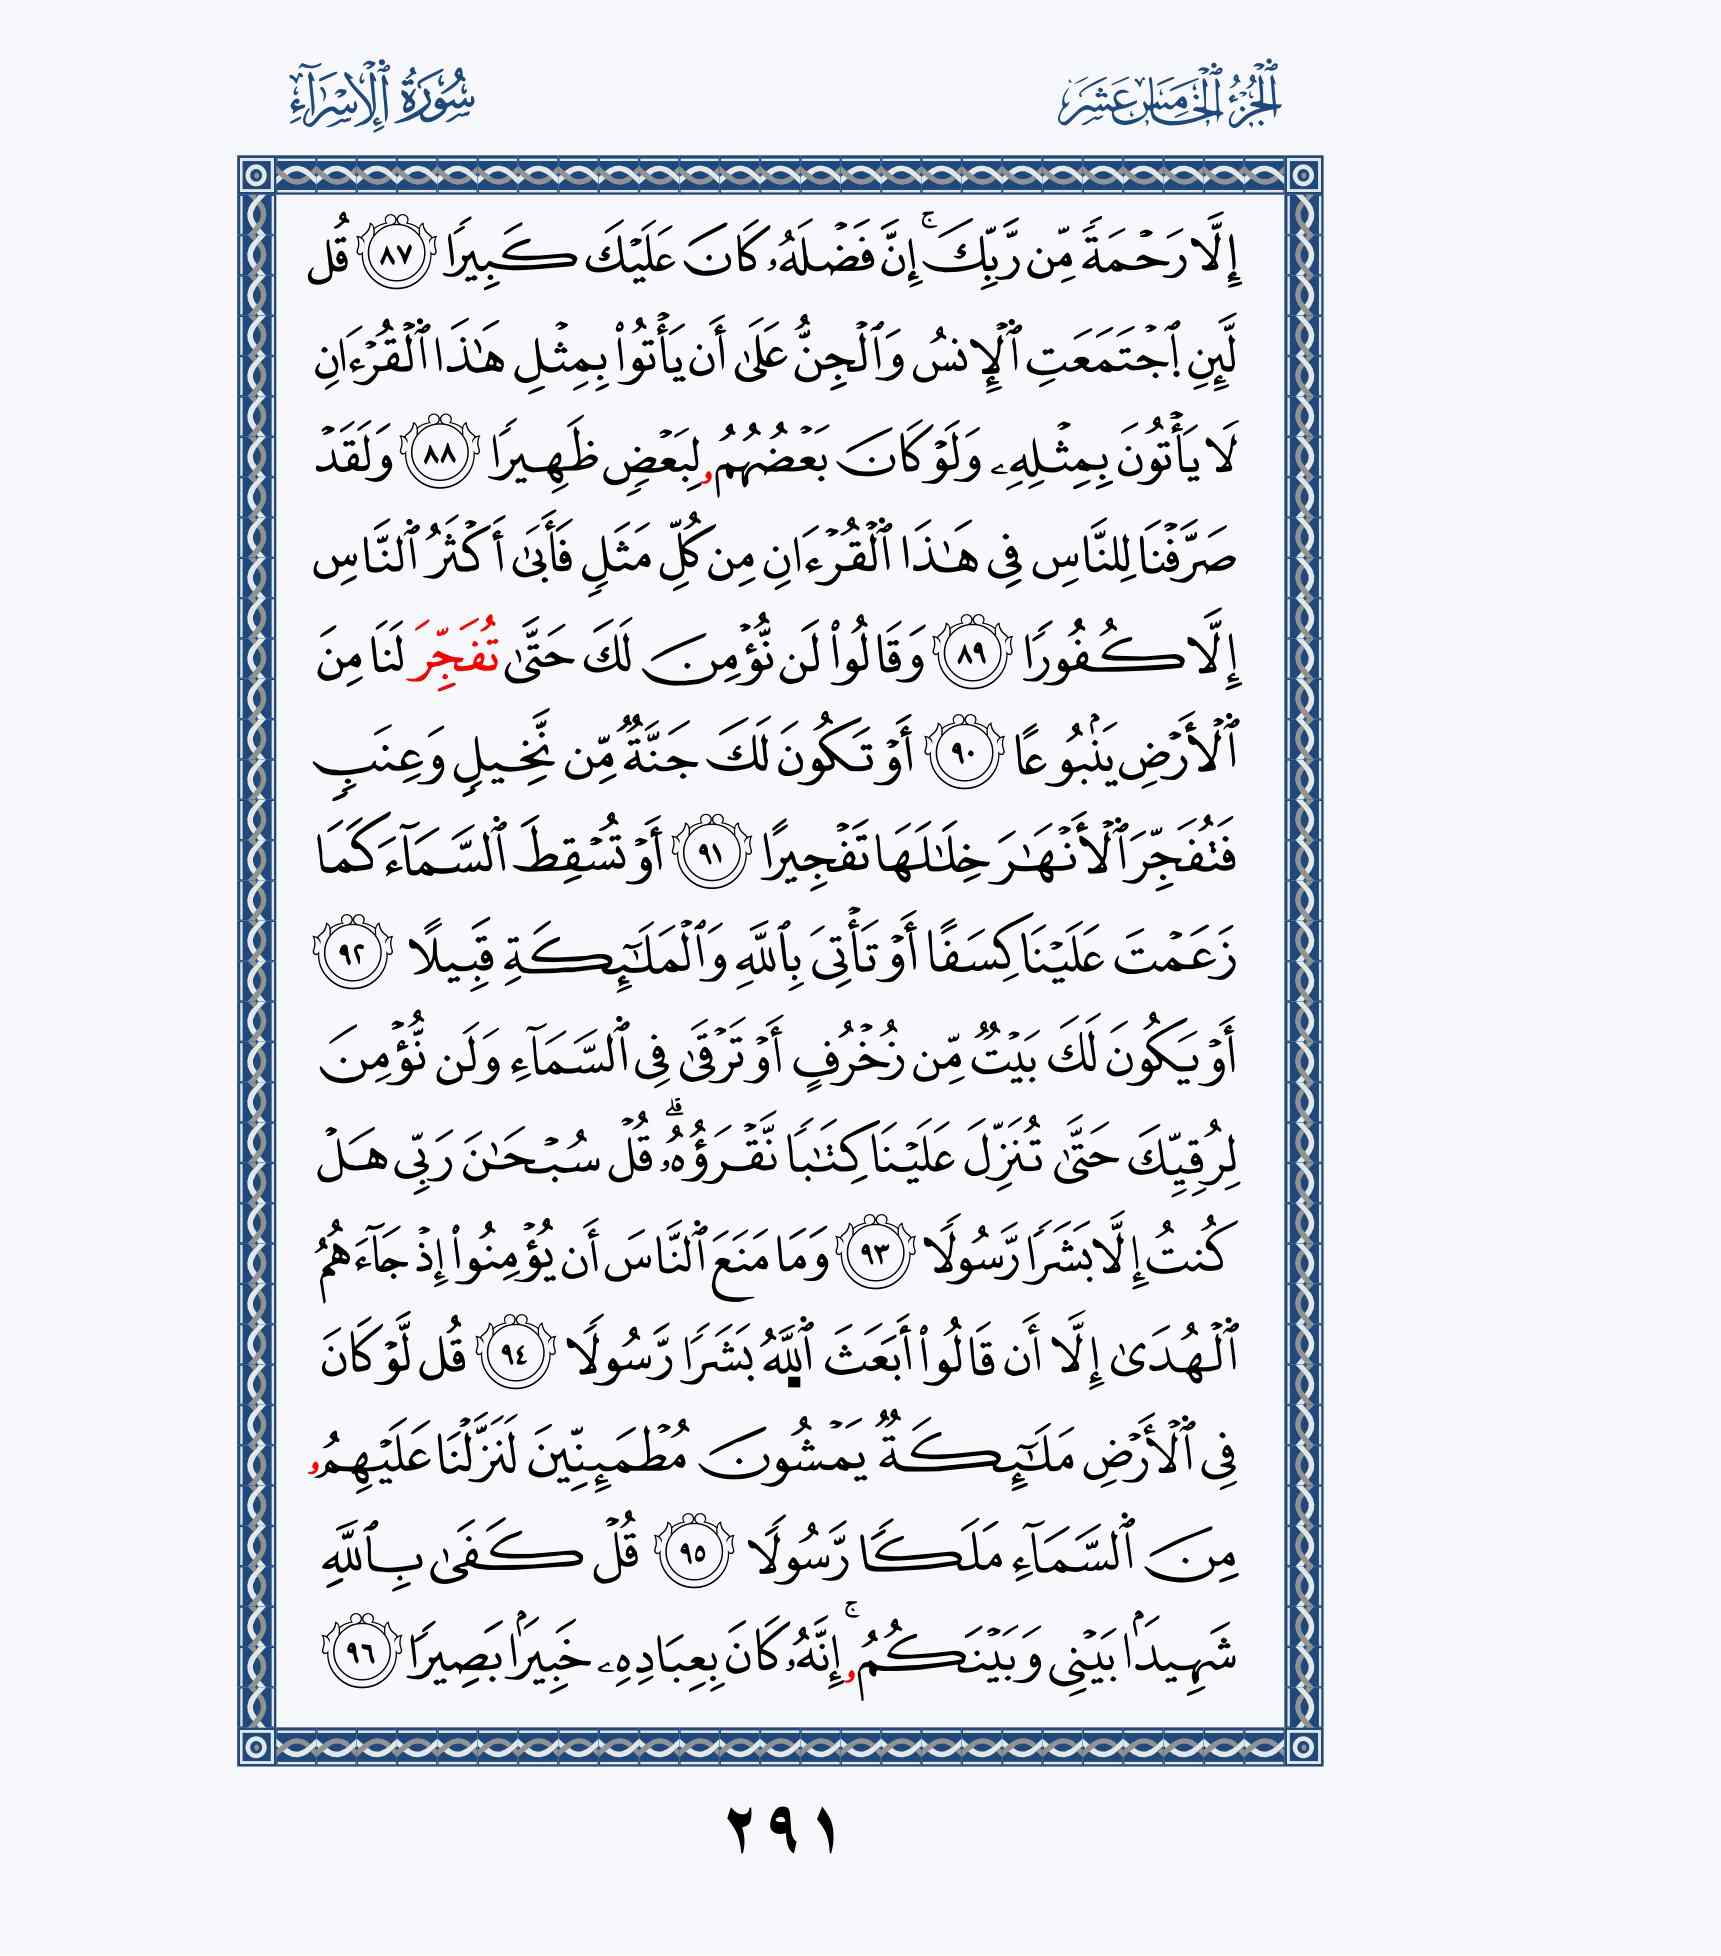 ٱلۡجُزۡءُ ٱلۡخَامِسَ عَشَرَ
سُورَةُ ٱلۡإِسۡرَآءِ
إِلَّا رَحۡمَةٗ مِّن رَّبِّكَۚ إِنَّ فَضۡلَهُۥ كَانَ عَلَيۡكَ كَبِيرٗا ٨٧ قُل
لَّئِنِ ٱجۡتَمَعَتِ ٱلۡإِنسُ وَٱلۡجِنُّ عَلَىٰ أَن يَأۡتُواْ بِمِثۡلِ هَٰذَا ٱلۡقُرۡءَانِ
لَا يَأۡتُونَ بِمِثۡلِهِۦ وَلَوۡ كَانَ بَعۡضُهُمُۥ لِبَعۡضٖ ظَهِيرٗا ٨٨ وَلَقَدۡ
صَرَّفۡنَا لِلنَّاسِ فِي هَٰذَا ٱلۡقُرۡءَانِ مِن كُلِّ مَثَلٖ فَأَبَىٰ أَكۡثَرُ ٱلنَّاسِ
إِلَّا كُفُورٗا ٨٩ وَقَالُواْ لَن نُّؤۡمِنَ لَكَ حَتَّىٰ تُفَجِّرَ لَنَا مِنَ
ٱلۡأَرۡضِ يَنۢبُوعًا ٩٠ أَوۡ تَكُونَ لَكَ جَنَّةٞ مِّن نَّخِيلٖ وَعِنَبٖ
فَتُفَجِّرَ ٱلۡأَنۡهَٰرَ خِلَٰلَهَا تَفۡجِيرًا ٩١ أَوۡ تُسۡقِطَ ٱلسَّمَآءَ كَمَا
زَعَمۡتَ عَلَيۡنَا كِسَفًا أَوۡ تَأۡتِيَ بِٱللَّهِ وَٱلۡمَلَٰٓئِكَةِ قَبِيلًا ٩٢
أَوۡ يَكُونَ لَكَ بَيۡتٞ مِّن زُخۡرُفٍ أَوۡ تَرۡقَىٰ فِي ٱلسَّمَآءِ وَلَن نُّؤۡمِنَ
لِرُقِيِّكَ حَتَّىٰ تُنَزِّلَ عَلَيۡنَا كِتَٰبٗا نَّقۡرَؤُهُۥۗ قُلۡ سُبۡحَانَ رَبِّي هَلۡ
كُنتُ إِلَّا بَشَرٗا رَّسُولٗا ٩٣ وَمَا مَنَعَ ٱلنَّاسَ أَن يُؤۡمِنُواْ إِذۡ جَآءَهُمُ
ٱلۡهُدَىٰ إِلَّا أَن قَالُواْ أَبَعَثَ ٱللَّهُ بَشَرٗا رَّسُولٗا ٩٤ قُل لَّوۡ كَانَ
فِي ٱلۡأَرۡضِ مَلَٰٓئِكَةٞ يَمۡشُونَ مُطۡمَئِنِّينَ لَنَزَّلۡنَا عَلَيۡهِمُۥ
مِنَ ٱلسَّمَآءِ مَلَكٗا رَّسُولٗا ٩٥ قُلۡ كَفَىٰ بِٱللَّهِ
شَهِيدَۢا بَيۡنِي وَبَيۡنَكُمُۥۚ إِنَّهُۥ كَانَ بِعِبَادِهِۦ خَبِيرَۢا بَصِيرٗا ٩٦
٢٩١